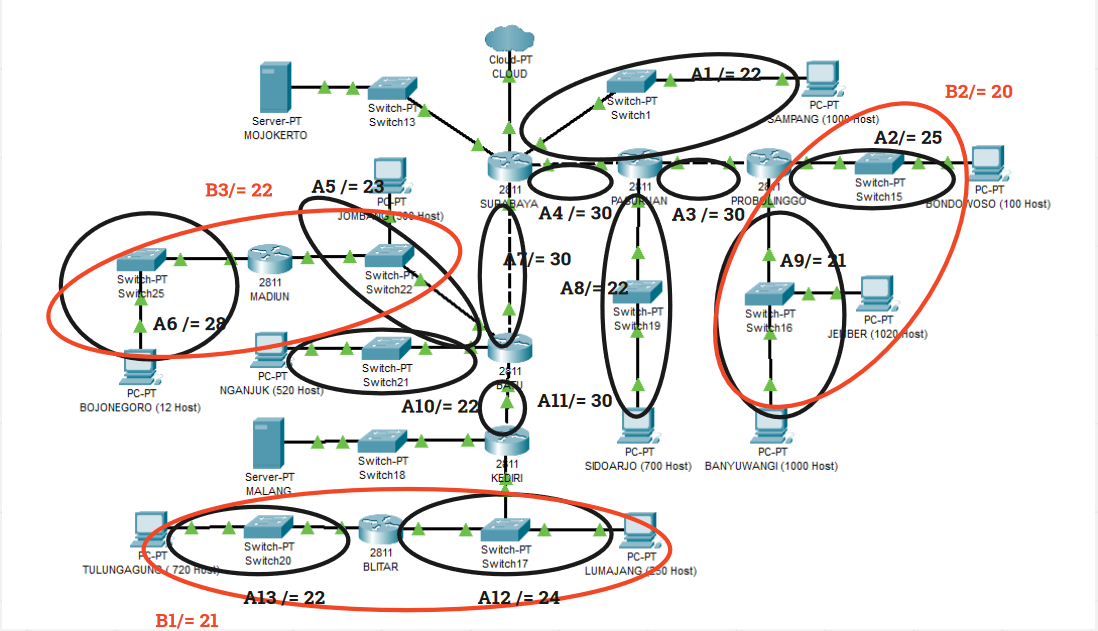 Cloud-PT
CLOUD
A1 /= 22
Switch-PT
Switch13
Switch-PT
Switch1
PC-PT
SAMPANG (1000 Host)
B2/= 20
Server-PT
MOJOKERTO
A2/= 25
2811
SURABAYA
2811
PASURUAN
2811
PROBOLINGGO
Switch-PT
Switch15
PC-PT
BONDOWOSO (100 Host)
B3/= 22
A5 /= 23
PC-PT
JOMBANG (500 Host)
A4 /= 30
A3 /= 30
Switch-PT
Switch25
2811
MADIUN
Switch-PT
Switch22
A7/= 30
A9/= 21
A8/= 22
Switch-PT
Switch19
Switch-PT
Switch16
PC-PT
JEMBER (1020 Host)
A6 /= 28
PC-PT
BOJONEGORO (12 Host)
PC-PT
NGANJUK (520 Host)
Switch-PT
Switch21
2811
BATU
A10/= 22
A11/= 30
PC-PT
SIDOARJO (700 Host)
PC-PT
BANYUWANGI (1000 Host)
Server-PT
MALANG
Switch-PT
Switch18
2811
KEDIRI
PC-PT
TULUNGAGUNG ( 720 Host)
Switch-PT
Switch20
2811
BLITAR
Switch-PT
Switch17
PC-PT
LUMAJANG (250 Host)
A13 /= 22
A12 /= 24
B1/= 21